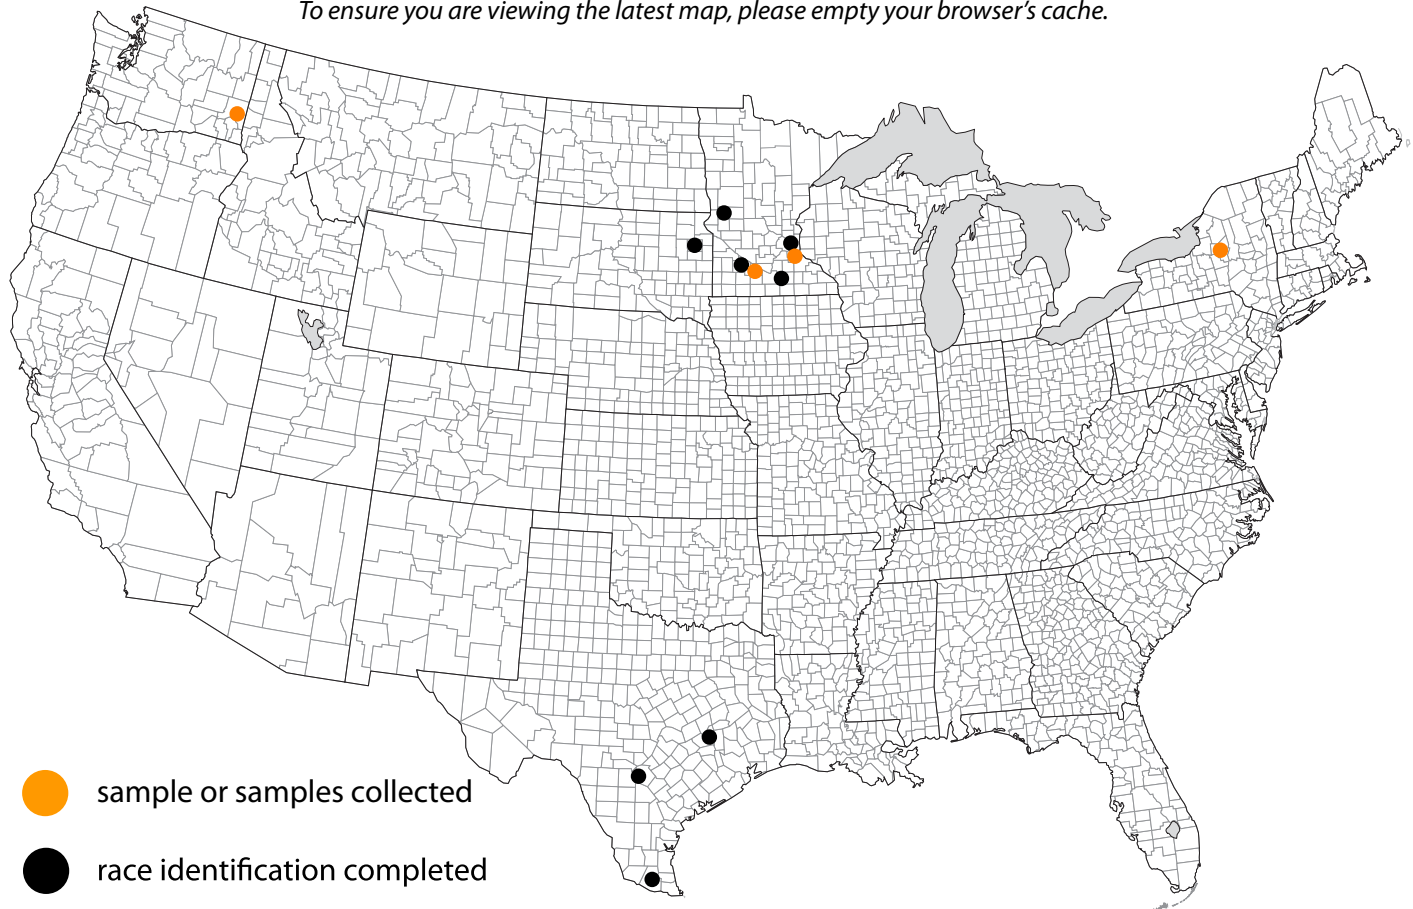 To ensure you are viewing the latest map, please empty your browser’s cache.
sample or samples collected
race identification completed